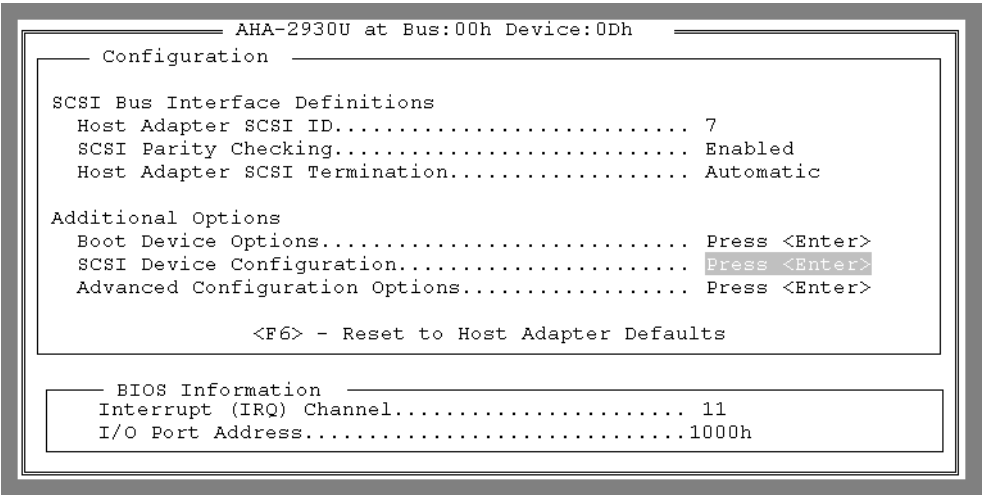 AHA-2930U at Bus:00h Device:0Dh
Configuration
SCSI Bus Interface Definitions
Host Adapter SCSI ID............................ 7
SCSI Parity Checking............................ Enabled
Host Adapter SCSI Termination................... Automatic
Additional Options
Boot Device Options............................. Press <Enter>
SCSI Device Configuration....................... Press <Enter>
Advanced Configuration Options.................. Press <Enter>
<F6> - Reset to Host Adapter Defaults
BIOS Information
Interrupt (IRQ) Channel....................... 11
I/O Port Address..............................1000h